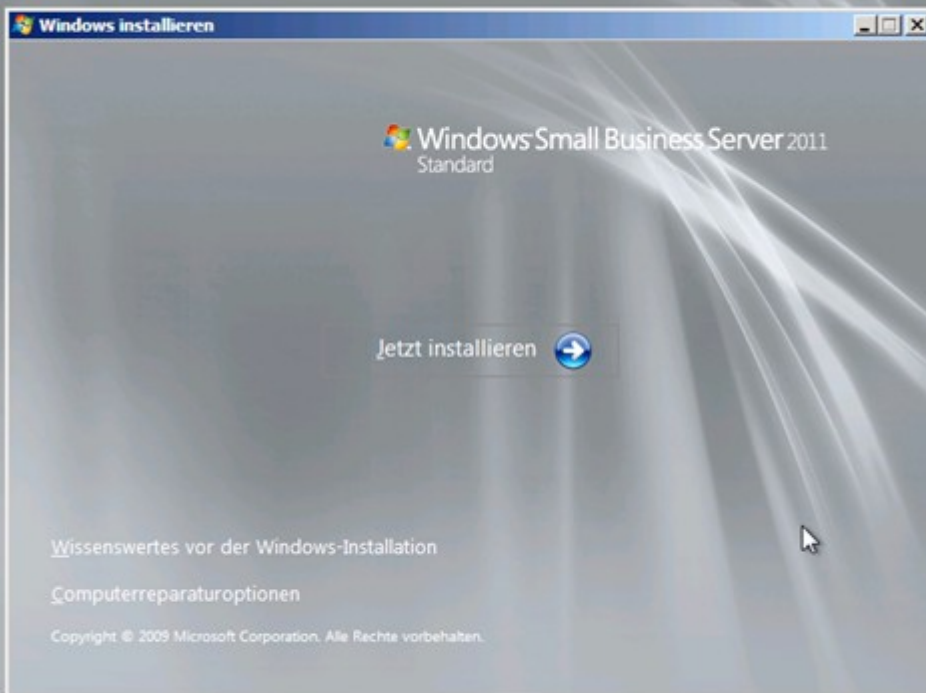 Windows installieren
Windows Small Business Server 2011
Standard
Jetzt installieren
Wissenswertes vor der Windows-Installation
Computerreparaturoptionen
Copyright © 2009 Microsoft Corporation. Alle Rechte vorbehalten.